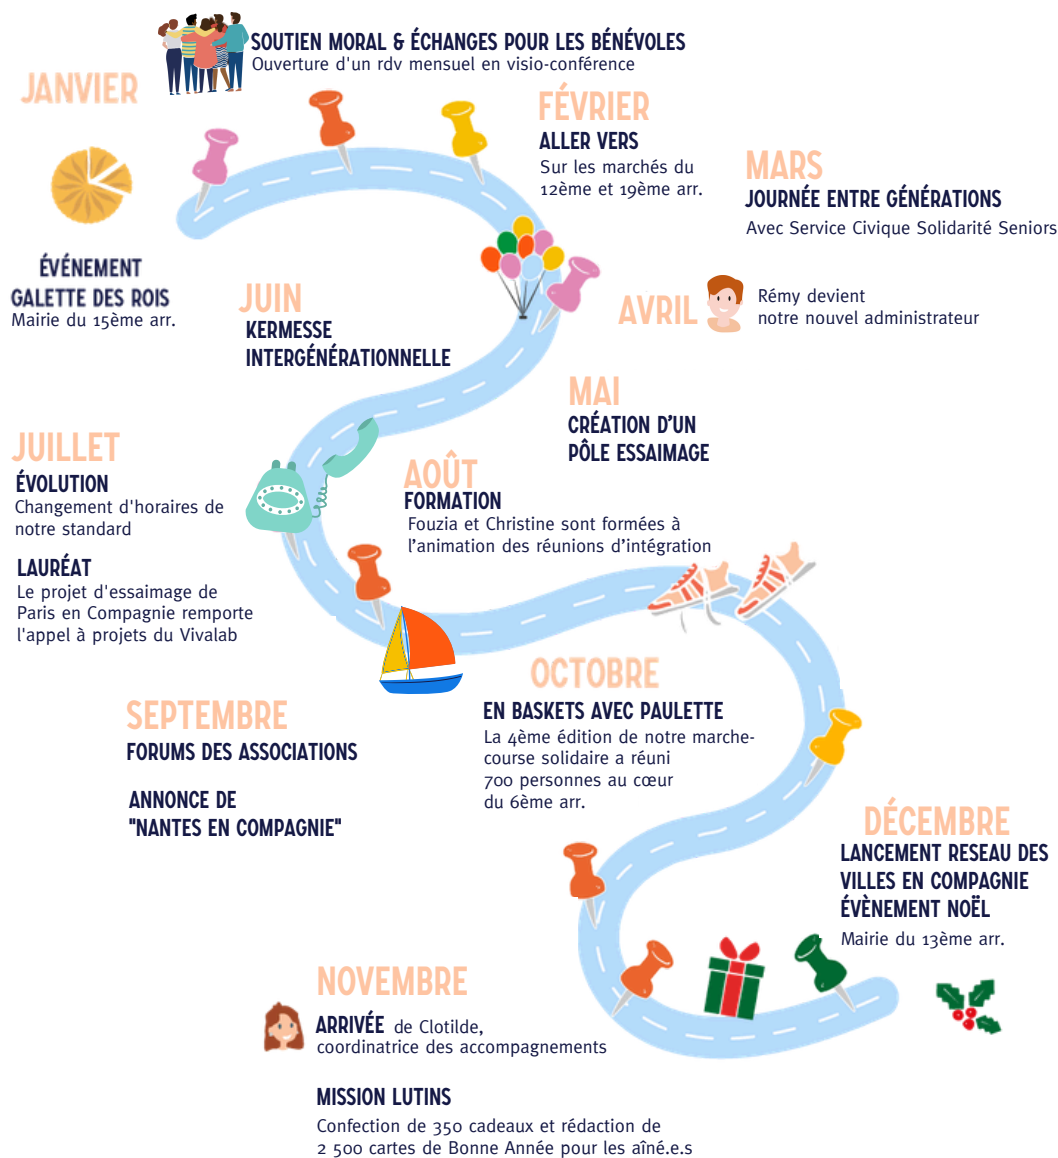 JANVIER
SOUTIEN MORAL & ÉCHANGES POUR LES BÉNÉVOLES
Ouverture d'un rdv mensuel en visio-conférence
ÉVÉNEMENT
GALETTE DES ROIS
Mairie du 15ème arr.
FÉVRIER
ALLER VERS
Sur les marchés du
12ème et 19ème arr.
MARS
JOURNÉE ENTRE GÉNÉRATIONS
Avec Service Civique Solidarité Seniors
AVRIL
Rémy devient
notre nouvel administrateur
MAI
CRÉATION D'UN
PÔLE ESSAIMAGE
JUIN
KERMESSE
INTERGÉNÉRATIONNELLE
JUILLET
ÉVOLUTION
Changement d'horaires de
notre standard
LAURÉAT
Le projet d'essaimage de
Paris en Compagnie remporte
l'appel à projets du Vivalab
AOÛT
FORMATION
Fouzia et Christine sont formées à
l’animation des réunions d’intégration
SEPTEMBRE
FORUMS DES ASSOCIATIONS
ANNONCE DE
"NANTES EN COMPAGNIE"
OCTOBRE
EN BASKETS AVEC PAULETTE
La 4ème édition de notre marche-
course solidaire a réuni
700 personnes au cœur
du 6ème arr.
NOVEMBRE
ARRIVÉE de Clotilde,
coordinatrice des accompagnements
MISSION LUTINS
Confection de 350 cadeaux et rédaction de
2 500 cartes de Bonne Année pour les aîné.e.s
DÉCEMBRE
LANCEMENT RESEAU DES
VILLES EN COMPAGNIE
ÉVÈNEMENT NOËL
Mairie du 13ème arr.